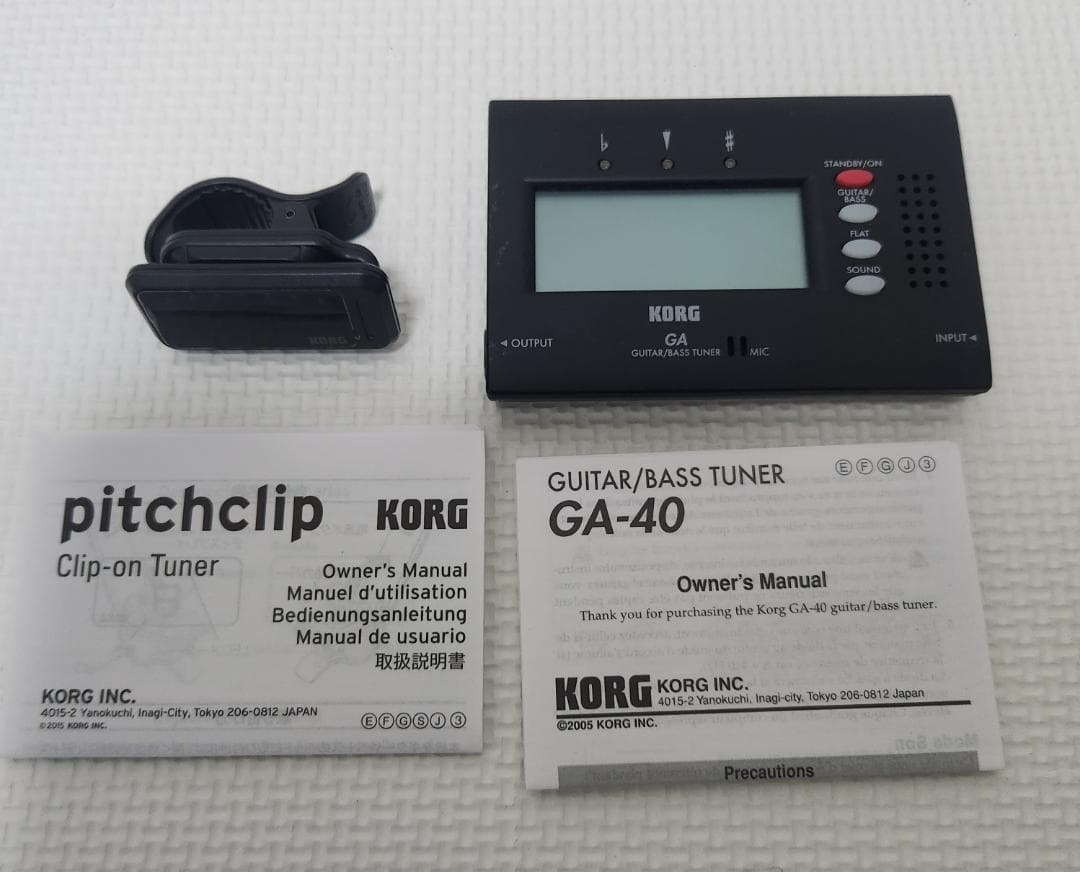 ♭ ▼ ♯
STANDBY/ON
GUITAR/
BASS
FLAT
SOUND
KORG
GA
GUITAR/BASS TUNER
MIC
◄ OUTPUT
INPUT ◄
KORG
pitchclip KORG
Clip-on Tuner
Owner's Manual
Manuel d'utilisation
Bedienungsanleitung
Manual de usuario
取扱説明書
KORG INC.
4015-2 Yanokuchi, Inagi-City, Tokyo 206-0812 JAPAN
©2015 KORG INC.
Ⓔ Ⓕ Ⓖ Ⓢ Ⓙ ③
GUITAR/BASS TUNER Ⓔ Ⓕ Ⓖ Ⓙ ③
GA-40
Owner's Manual
Thank you for purchasing the Korg GA-40 guitar/bass tuner.
KORG KORG INC.
4015-2 Yanokuchi, Inagi-city, Tokyo 206-0812 Japan
©2005 KORG INC.
Precautions